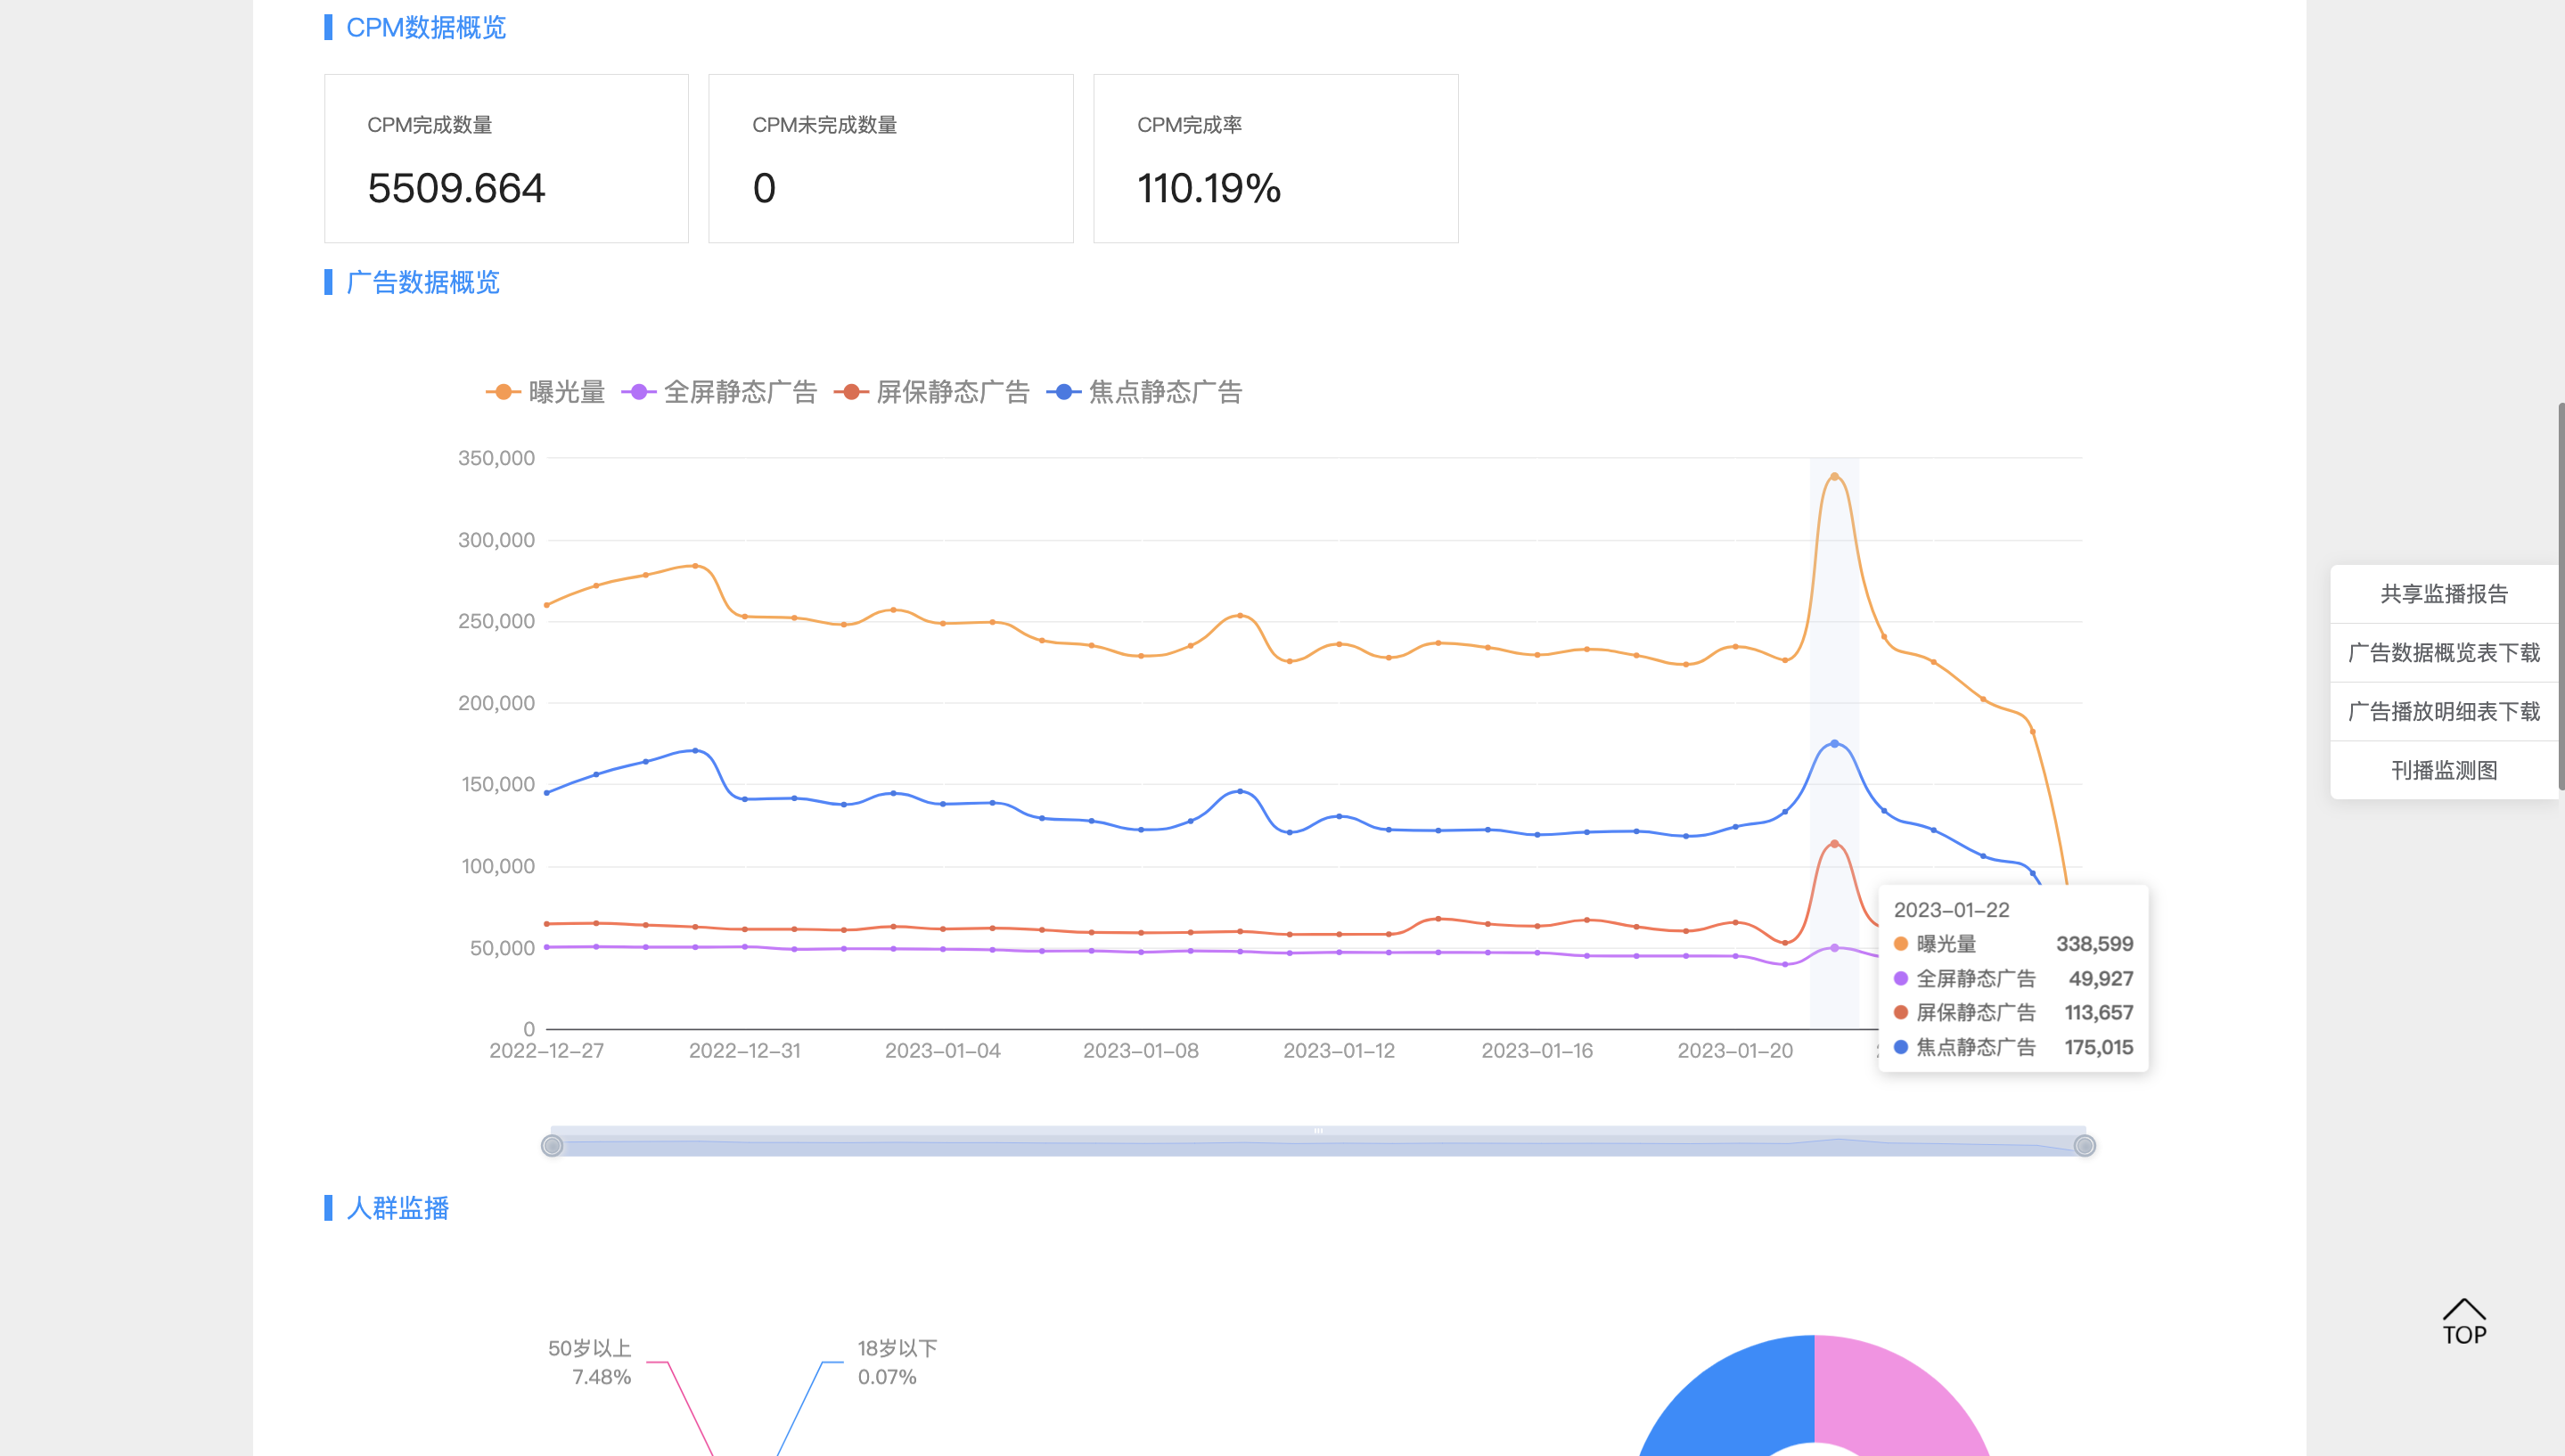 CPM数据概览
CPM完成数量
5509.664
CPM未完成数量
0
CPM完成率
110.19%
广告数据概览
曝光量 全屏静态广告 屏保静态广告 焦点静态广告
350,000
300,000
250,000
200,000
150,000
100,000
50,000
0
2022-12-27 2022-12-31 2023-01-04 2023-01-08 2023-01-12 2023-01-16 2023-01-20
2023-01-22
曝光量 338,599
全屏静态广告 49,927
屏保静态广告 113,657
焦点静态广告 175,015
共享监播报告
广告数据概览表下载
广告播放明细表下载
刊播监测图
人群监播
50岁以上
7.48%
18岁以下
0.07%
TOP